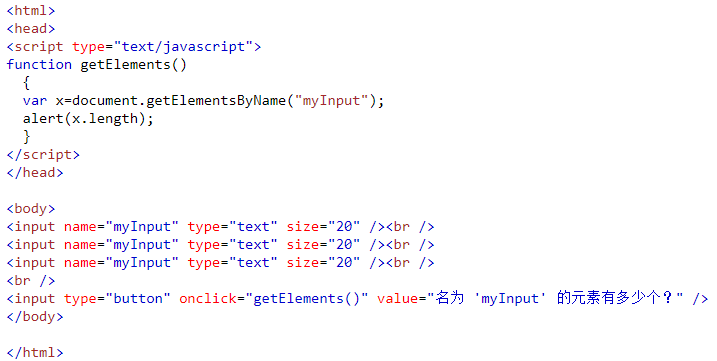 <html>
<head>
<script type="text/javascript">
function getElements()
  {
  var x=document.getElementsByName("myInput");
  alert(x.length);
  }
</script>
</head>

<body>
<input name="myInput" type="text" size="20" /><br />
<input name="myInput" type="text" size="20" /><br />
<input name="myInput" type="text" size="20" /><br />
<br />
<input type="button" onclick="getElements()" value="名为 'myInput' 的元素有多少个？" />
</body>

</html>